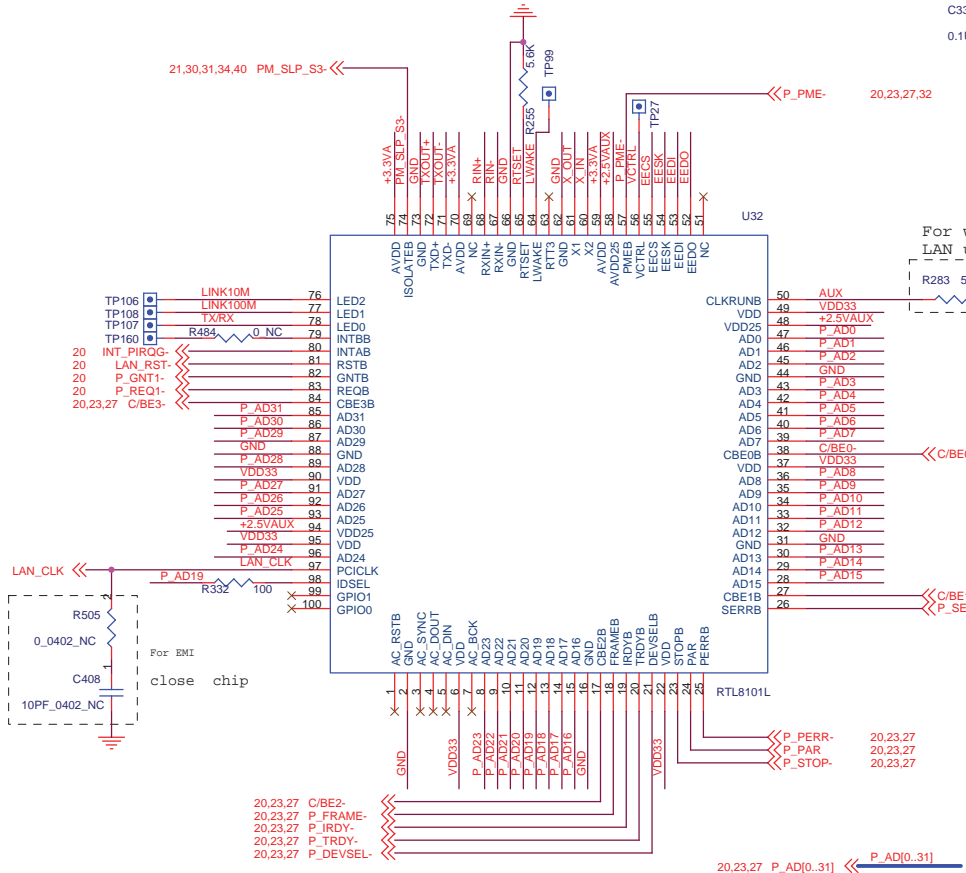 C33
0.1U
5.6K
TP99
R255
TP27
21,30,31,34,40 PM_SLP_S3-
P_PME- 20,23,27,32
+3.3VA
PM_SLP_S3-
GND
TXOUT+
TXOUT-
+3.3VA
RIN+
RIN-
GND
RTSET
LWAKE
GND
X_OUT
X_IN
+3.3VA
+2.5VAUX
P_PME-
VCTRL
EECS
EESK
EEDI
EEDO
75 74 73 72 71 70 69 68 67 66 65 64 63 62 61 60 59 58 57 56 55 54 53 52 51
U32
AVDD
ISOLATEB
GND
TXD+
TXD-
AVDD
NC
RXIN+
RXIN-
GND
RTSET
LWAKE
RTT3
GND
X1
X2
AVDD
AVDD25
PMEB
VCTRL
EECS
EESK
EEDI
EEDO
NC
For w
LAN u
R283 5
TP106 LINK10M 76 LED2
TP108 LINK100M 77 LED1
TP107 TX/RX 78 LED0
TP160 R484 0_NC 79 INTBB
20 INT_PIRQG- 80 INTAB
20 LAN_RST- 81 RSTB
20 P_GNT1- 82 GNTB
20 P_REQ1- 83 REQB
20,23,27 C/BE3- 84 CBE3B
P_AD31 85 AD31
P_AD30 86 AD30
P_AD29 87 AD29
GND 88 GND
P_AD28 89 AD28
VDD33 90 VDD
P_AD27 91 AD27
P_AD26 92 AD26
P_AD25 93 AD25
+2.5VAUX 94 VDD25
VDD33 95 VDD
P_AD24 96 AD24
LAN_CLK LAN_CLK 97 PCICLK
P_AD19 R332 100 98 IDSEL
99 GPIO1
100 GPIO0
CLKRUNB 50 AUX
VDD 49 VDD33
VDD25 48 +2.5VAUX
AD0 47 P_AD0
AD1 46 P_AD1
AD2 45 P_AD2
GND 44 GND
AD3 43 P_AD3
AD4 42 P_AD4
AD5 41 P_AD5
AD6 40 P_AD6
AD7 39 P_AD7
CBE0B 38 C/BE0- C/BE0
VDD 37 VDD33
AD8 36 P_AD8
AD9 35 P_AD9
AD10 34 P_AD10
AD11 33 P_AD11
AD12 32 P_AD12
GND 31 GND
AD13 30 P_AD13
AD14 29 P_AD14
AD15 28 P_AD15
CBE1B 27 C/BE1
SERRB 26 P_SE
2
R505
0_0402_NC
1
C408
10PF_0402_NC
For EMI
close chip
AC_RSTB
GND
AC_SYNC
AC_DOUT
AC_DIN
VDD
AC_BCK
AD23
AD22
AD21
AD20
AD19
AD18
AD17
AD16
GND
CBE2B
FRAMEB
IRDYB
TRDYB
DEVSELB
VDD
STOPB
PAR
PERRB
RTL8101L
1 2 3 4 5 6 7 8 9 10 11 12 13 14 15 16 17 18 19 20 21 22 23 24 25
GND
VDD33
P_AD23
P_AD22
P_AD21
P_AD20
P_AD19
P_AD18
P_AD17
P_AD16
GND
VDD33
P_PERR- 20,23,27
P_PAR 20,23,27
P_STOP- 20,23,27
20,23,27 C/BE2-
20,23,27 P_FRAME-
20,23,27 P_IRDY-
20,23,27 P_TRDY-
20,23,27 P_DEVSEL-
20,23,27 P_AD[0..31] P_AD[0..31]